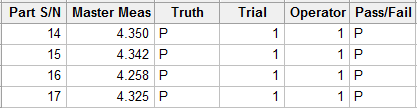 Part S/N Master Meas Truth Trial Operator Pass/Fail
14 4.350 P 1 1 P
15 4.342 P 1 1 P
16 4.258 P 1 1 P
17 4.325 P 1 1 P